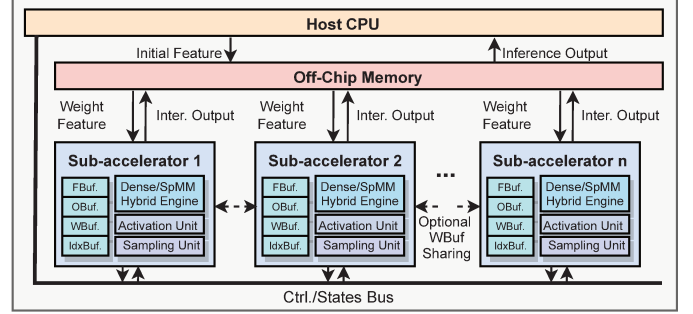 Host CPU
Initial Feature
Inference Output
Off-Chip Memory
Weight
Feature
Inter. Output
Weight
Feature
Inter. Output
Weight
Feature
Inter. Output
Sub-accelerator 1
FBuf.
OBuf.
WBuf.
IdxBuf.
Dense/SpMM
Hybrid Engine
Activation Unit
Sampling Unit
Sub-accelerator 2
FBuf.
OBuf.
WBuf.
IdxBuf.
Dense/SpMM
Hybrid Engine
Activation Unit
Sampling Unit
...
Optional
WBuf
Sharing
Sub-accelerator n
FBuf.
OBuf.
WBuf.
IdxBuf.
Dense/SpMM
Hybrid Engine
Activation Unit
Sampling Unit
Ctrl./States Bus